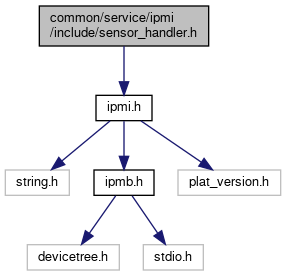 common/service/ipmi
/include/sensor_handler.h
ipmi.h
string.h
ipmb.h
plat_version.h
devicetree.h
stdio.h